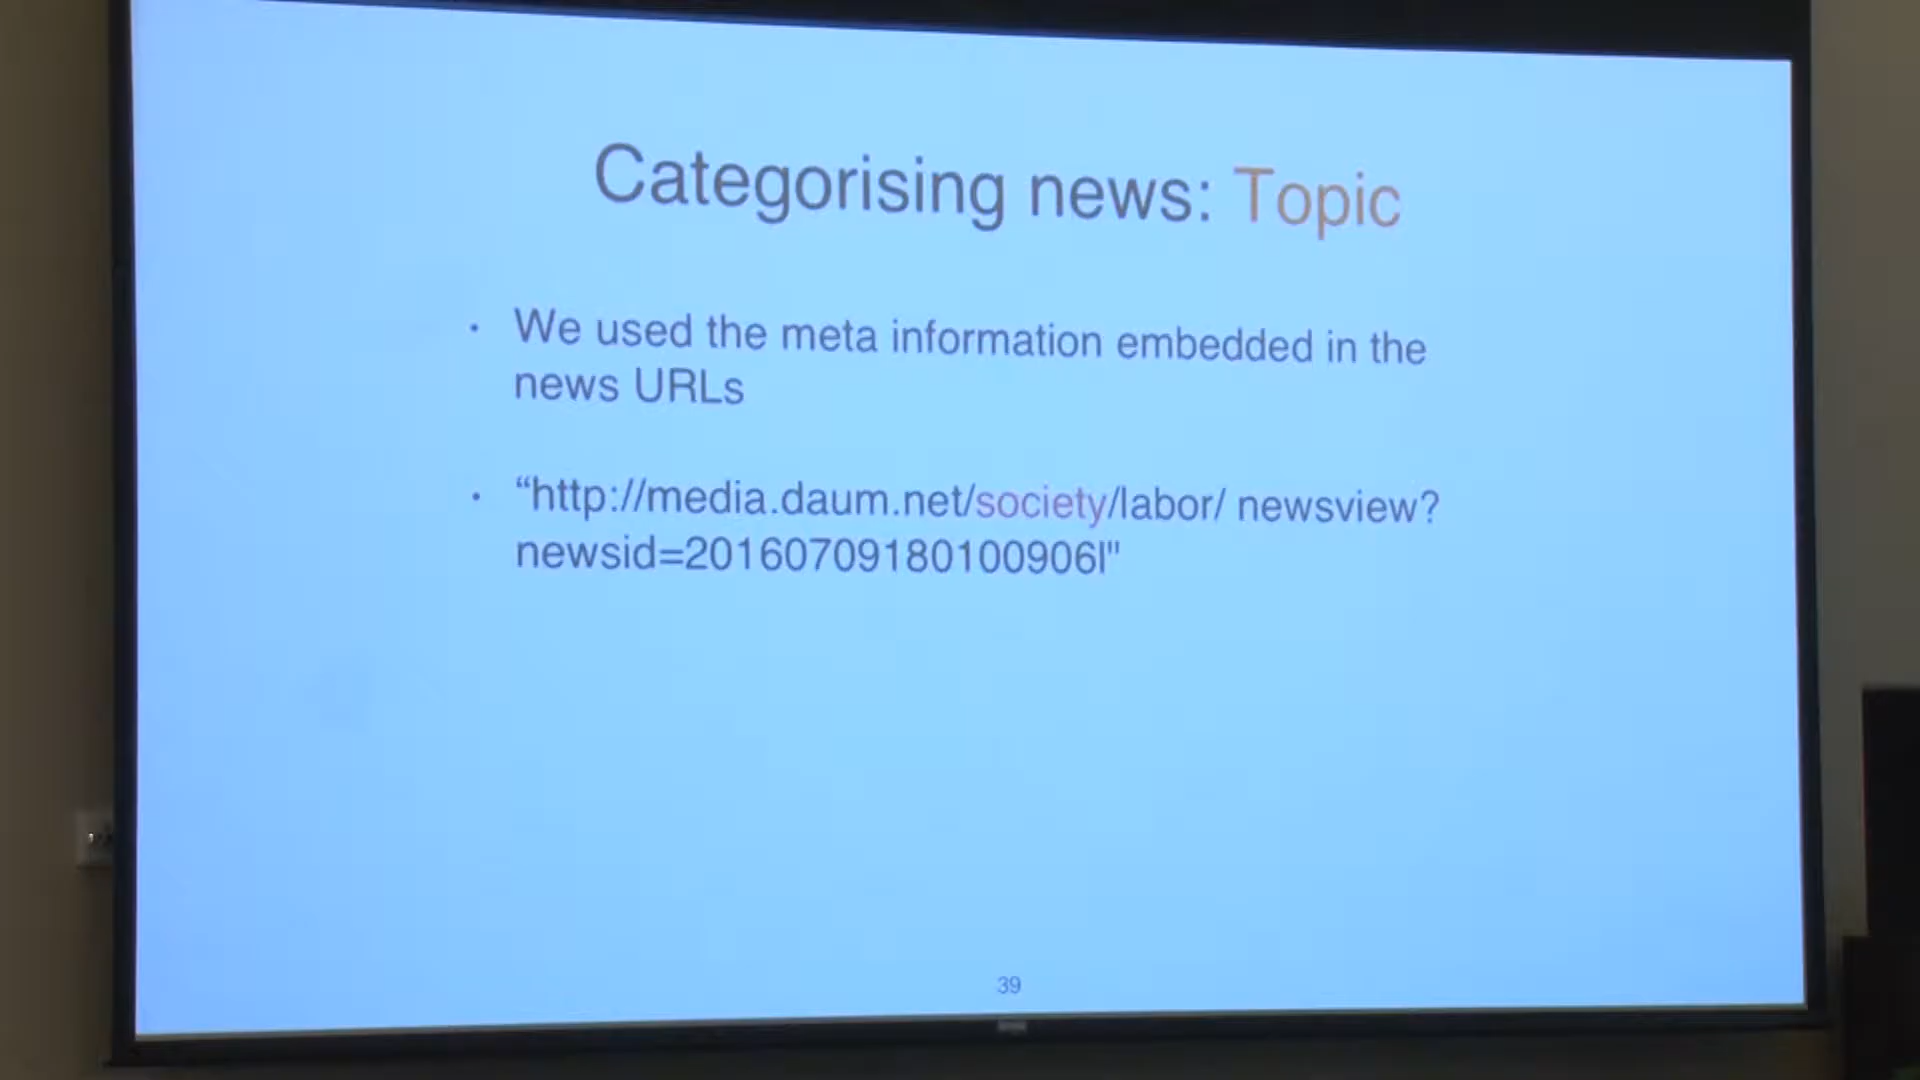 Categorising news: Topic
• We used the meta information embedded in the
news URLs
• “http://media.daum.net/society/labor/ newsview?
newsid=20160709180100906l"
39